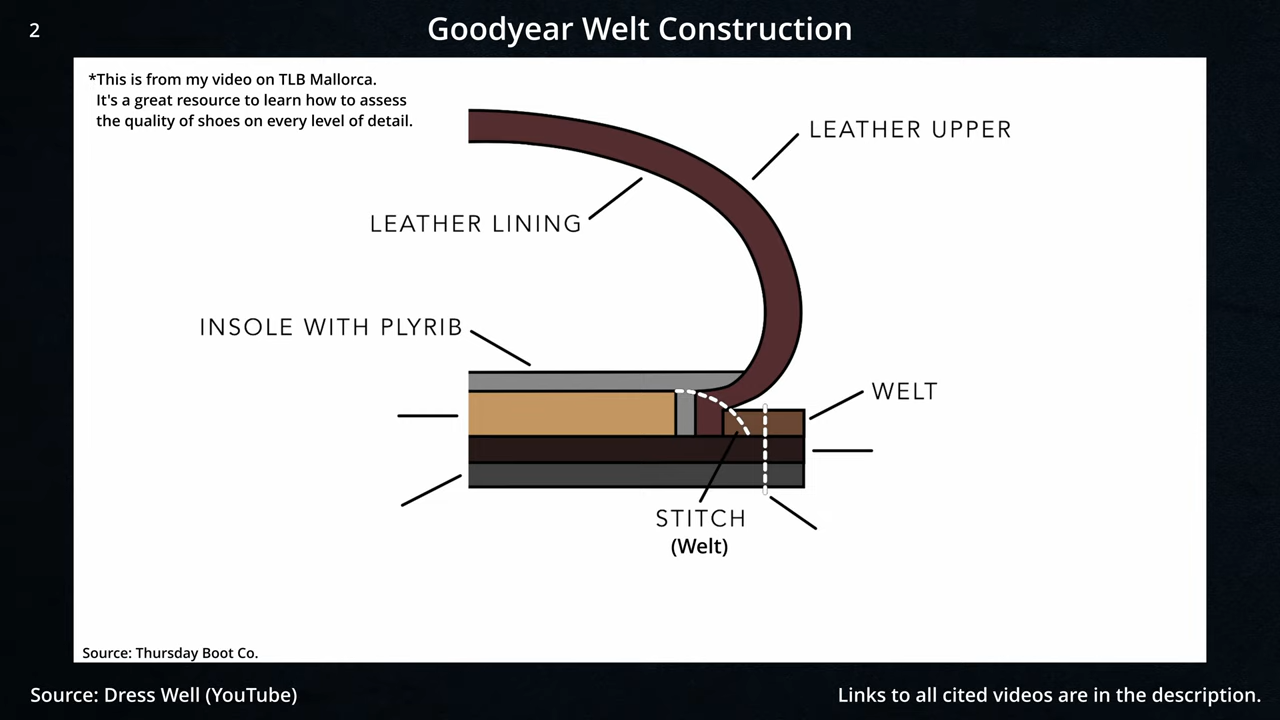 2
Goodyear Welt Construction
*This is from my video on TLB Mallorca.
It's a great resource to learn how to assess
the quality of shoes on every level of detail.
LEATHER UPPER
LEATHER LINING
INSOLE WITH PLYRIB
WELT
STITCH
(Welt)
Source: Thursday Boot Co.
Source: Dress Well (YouTube)
Links to all cited videos are in the description.